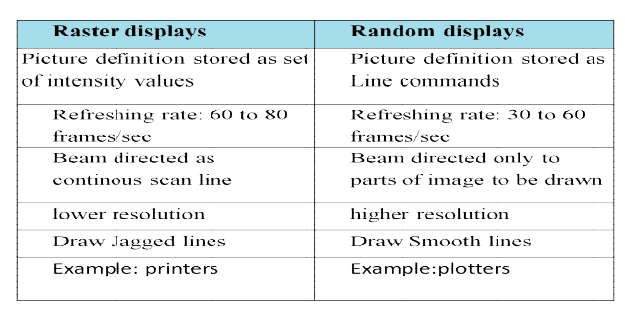 Raster displays
Random displays
Picture definition stored as set
of intensity values
Picture definition stored as
Line commands
Refreshing rate: 60 to 80
frames/sec
Refreshing rate: 30 to 60
frames/sec
Beam directed as
continous scan line
Beam directed only to
parts of image to be drawn
lower resolution
higher resolution
Draw Jagged lines
Draw Smooth lines
Example: printers
Example:plotters